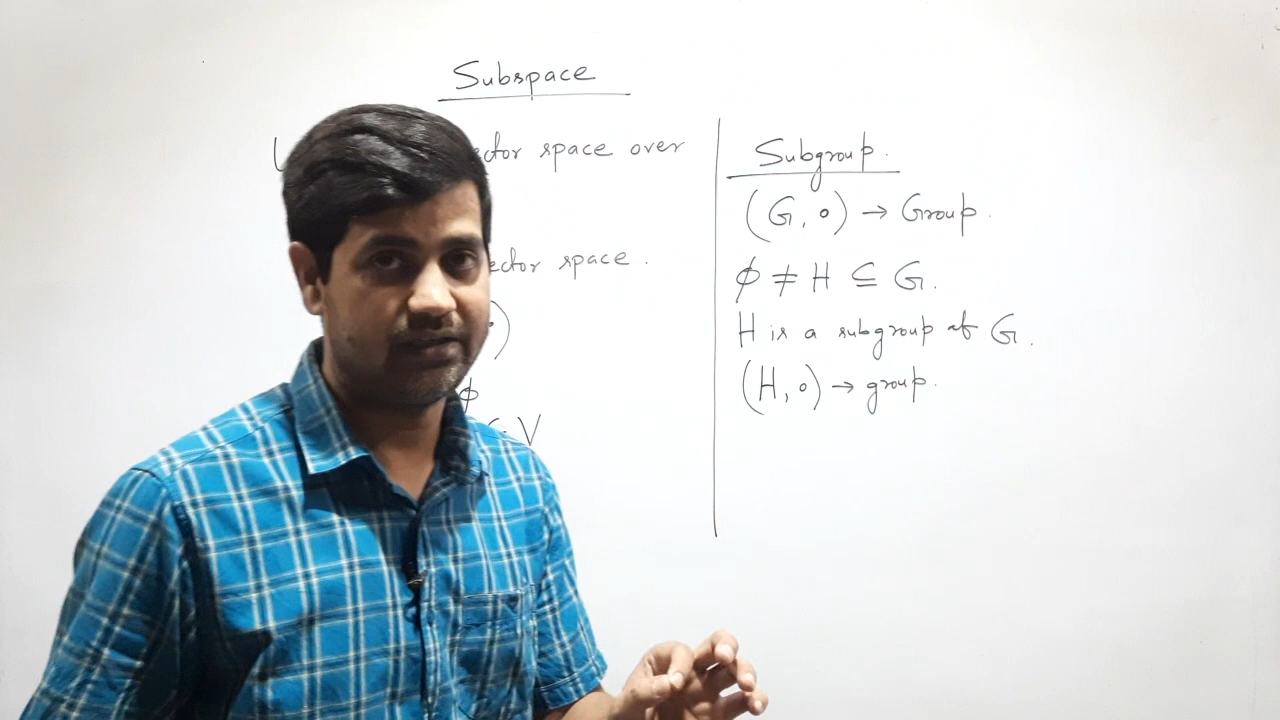 Subspace
ector space over
ector space.
)
ϕ
V
Subgroup.
(G, ∘) → Group.
ϕ ≠ H ⊆ G.
H is a subgroup of G.
(H, ∘) → group.